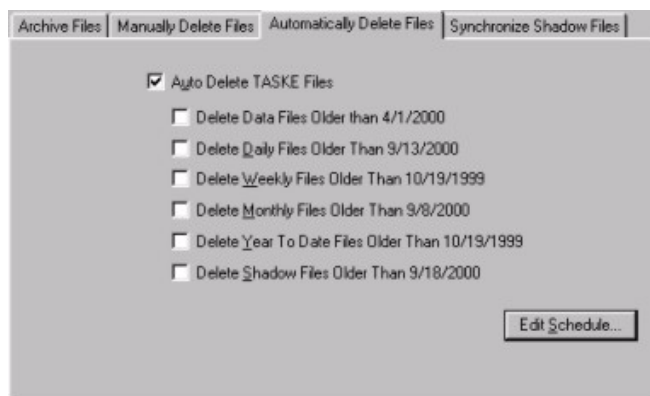 Archive Files Manually Delete Files Automatically Delete Files Synchronize Shadow Files
Auto Delete TASKE Files
Delete Data Files Older than 4/1/2000
Delete Daily Files Older Than 9/13/2000
Delete Weekly Files Older Than 10/19/1999
Delete Monthly Files Older Than 9/8/2000
Delete Year To Date Files Older Than 10/19/1999
Delete Shadow Files Older Than 9/18/2000
Edit Schedule...